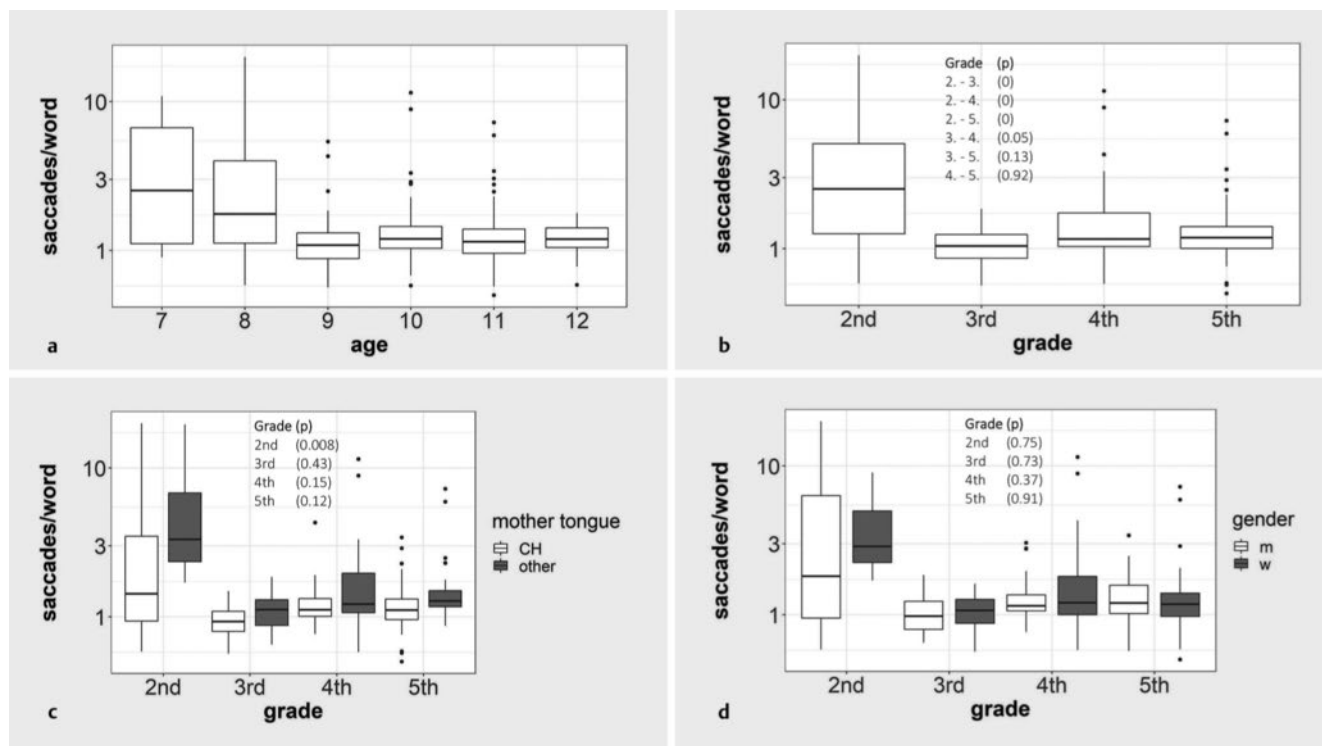 saccades/word
10
3
1
7 8 9 10 11 12
age
a
saccades/word
10
3
1
Grade (p)
2. - 3. (0)
2. - 4. (0)
2. - 5. (0)
3. - 4. (0.05)
3. - 5. (0.13)
4. - 5. (0.92)
2nd 3rd 4th 5th
grade
b
saccades/word
10
3
1
Grade (p)
2nd (0.008)
3rd (0.43)
4th (0.15)
5th (0.12)
mother tongue
CH
other
2nd 3rd 4th 5th
grade
c
saccades/word
10
3
1
Grade (p)
2nd (0.75)
3rd (0.73)
4th (0.37)
5th (0.91)
gender
m
w
2nd 3rd 4th 5th
grade
d